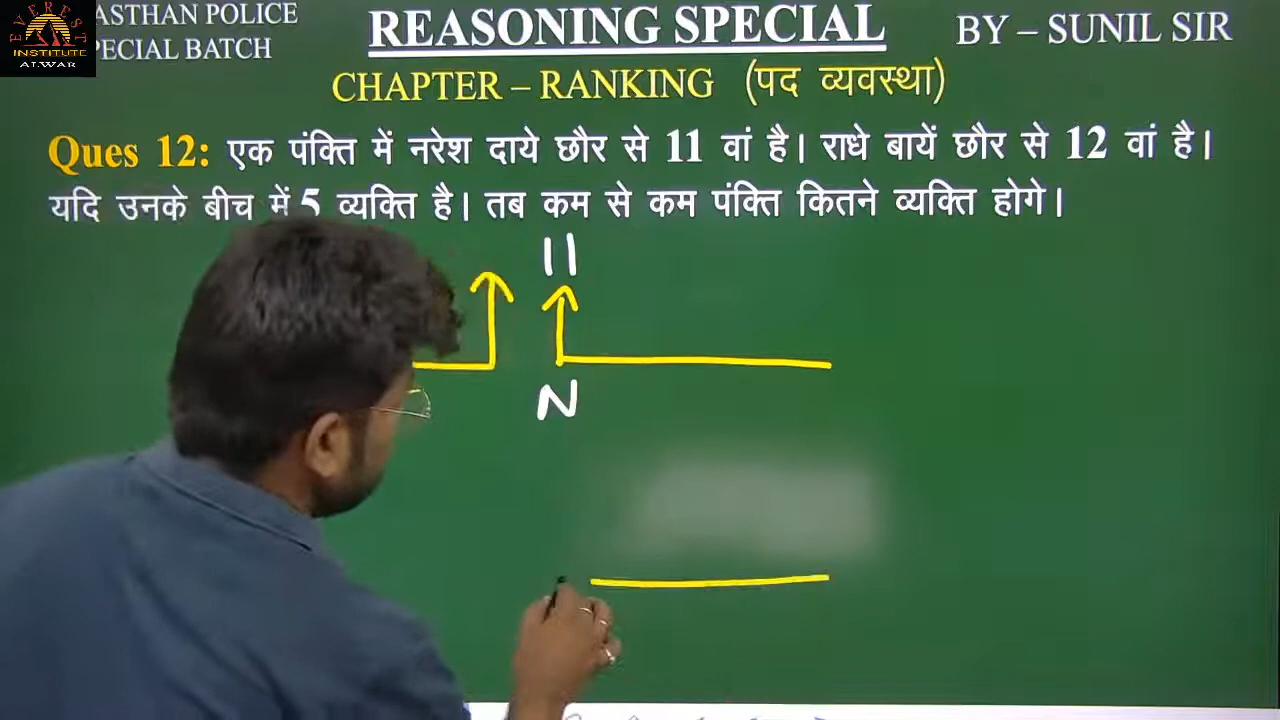 EVEREST
INSTITUTE
ALWAR
ASTHAN POLICE
PECIAL BATCH
REASONING SPECIAL
BY – SUNIL SIR
CHAPTER – RANKING (पद व्यवस्था)
Ques 12: एक पंक्ति में नरेश दाये छौर से 11 वां है। राधे बायें छौर से 12 वां है।
यदि उनके बीच में 5 व्यक्ति है। तब कम से कम पंक्ति कितने व्यक्ति होगे।
11
N